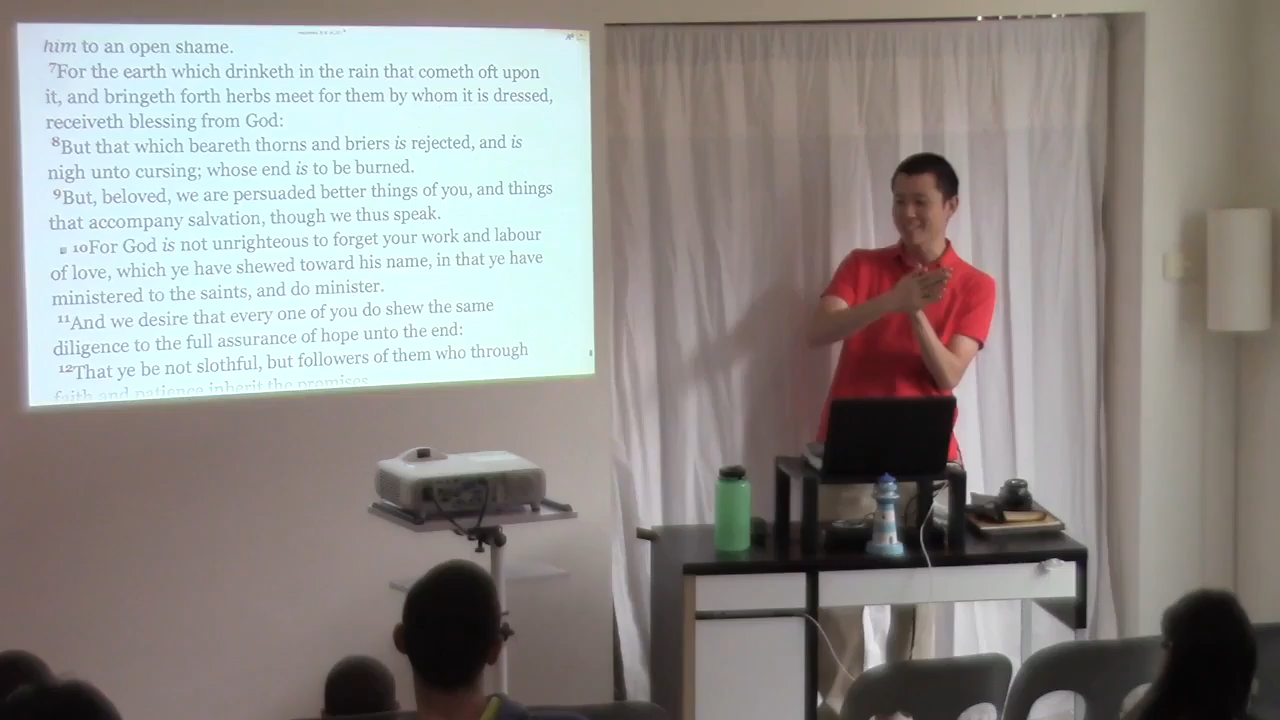 him to an open shame.
7For the earth which drinketh in the rain that cometh oft upon
it, and bringeth forth herbs meet for them by whom it is dressed,
receiveth blessing from God:
8But that which beareth thorns and briers is rejected, and is
nigh unto cursing; whose end is to be burned.
9But, beloved, we are persuaded better things of you, and things
that accompany salvation, though we thus speak.
10For God is not unrighteous to forget your work and labour
of love, which ye have shewed toward his name, in that ye have
ministered to the saints, and do minister.
11And we desire that every one of you do shew the same
diligence to the full assurance of hope unto the end:
12That ye be not slothful, but followers of them who through
faith and patience inherit the promises